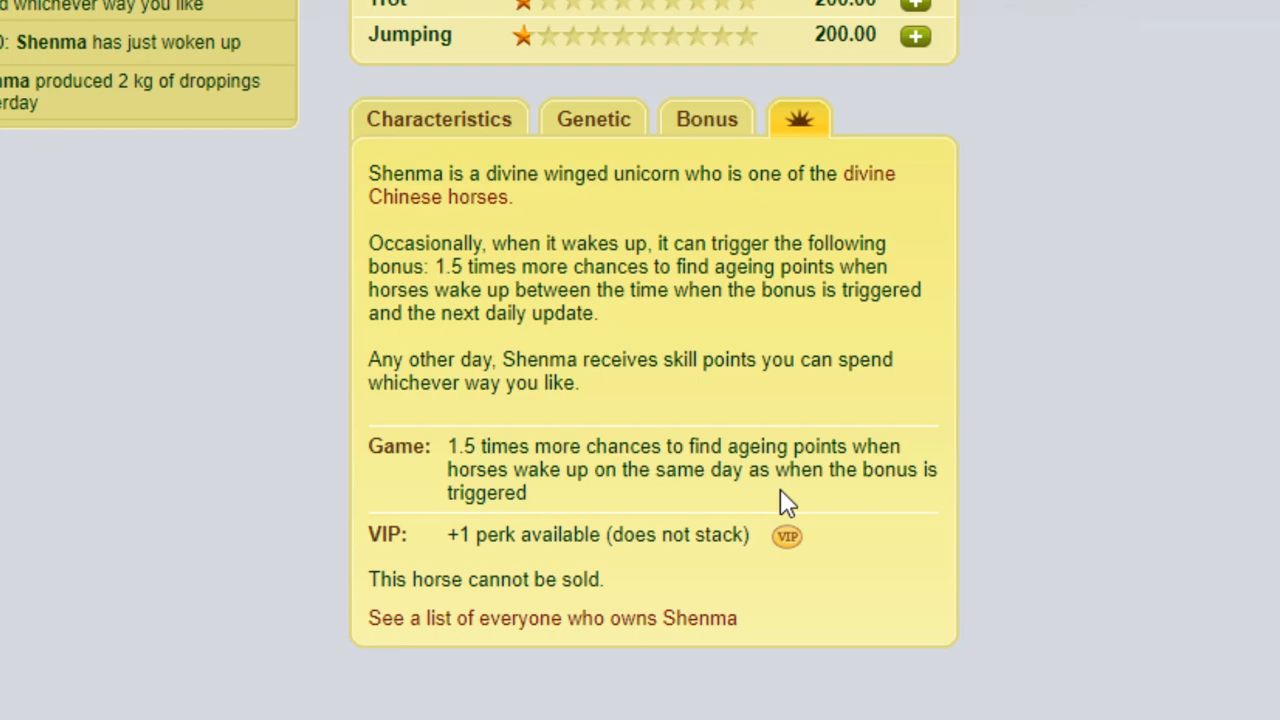 d whichever way you like
0: Shenma has just woken up
ama produced 2 kg of droppings
erday
Trot 200.00
Jumping 200.00
Characteristics Genetic Bonus
Shenma is a divine winged unicorn who is one of the divine
Chinese horses.
Occasionally, when it wakes up, it can trigger the following
bonus: 1.5 times more chances to find ageing points when
horses wake up between the time when the bonus is triggered
and the next daily update.
Any other day, Shenma receives skill points you can spend
whichever way you like.
Game: 1.5 times more chances to find ageing points when
horses wake up on the same day as when the bonus is
triggered
VIP: +1 perk available (does not stack) VIP
This horse cannot be sold.
See a list of everyone who owns Shenma